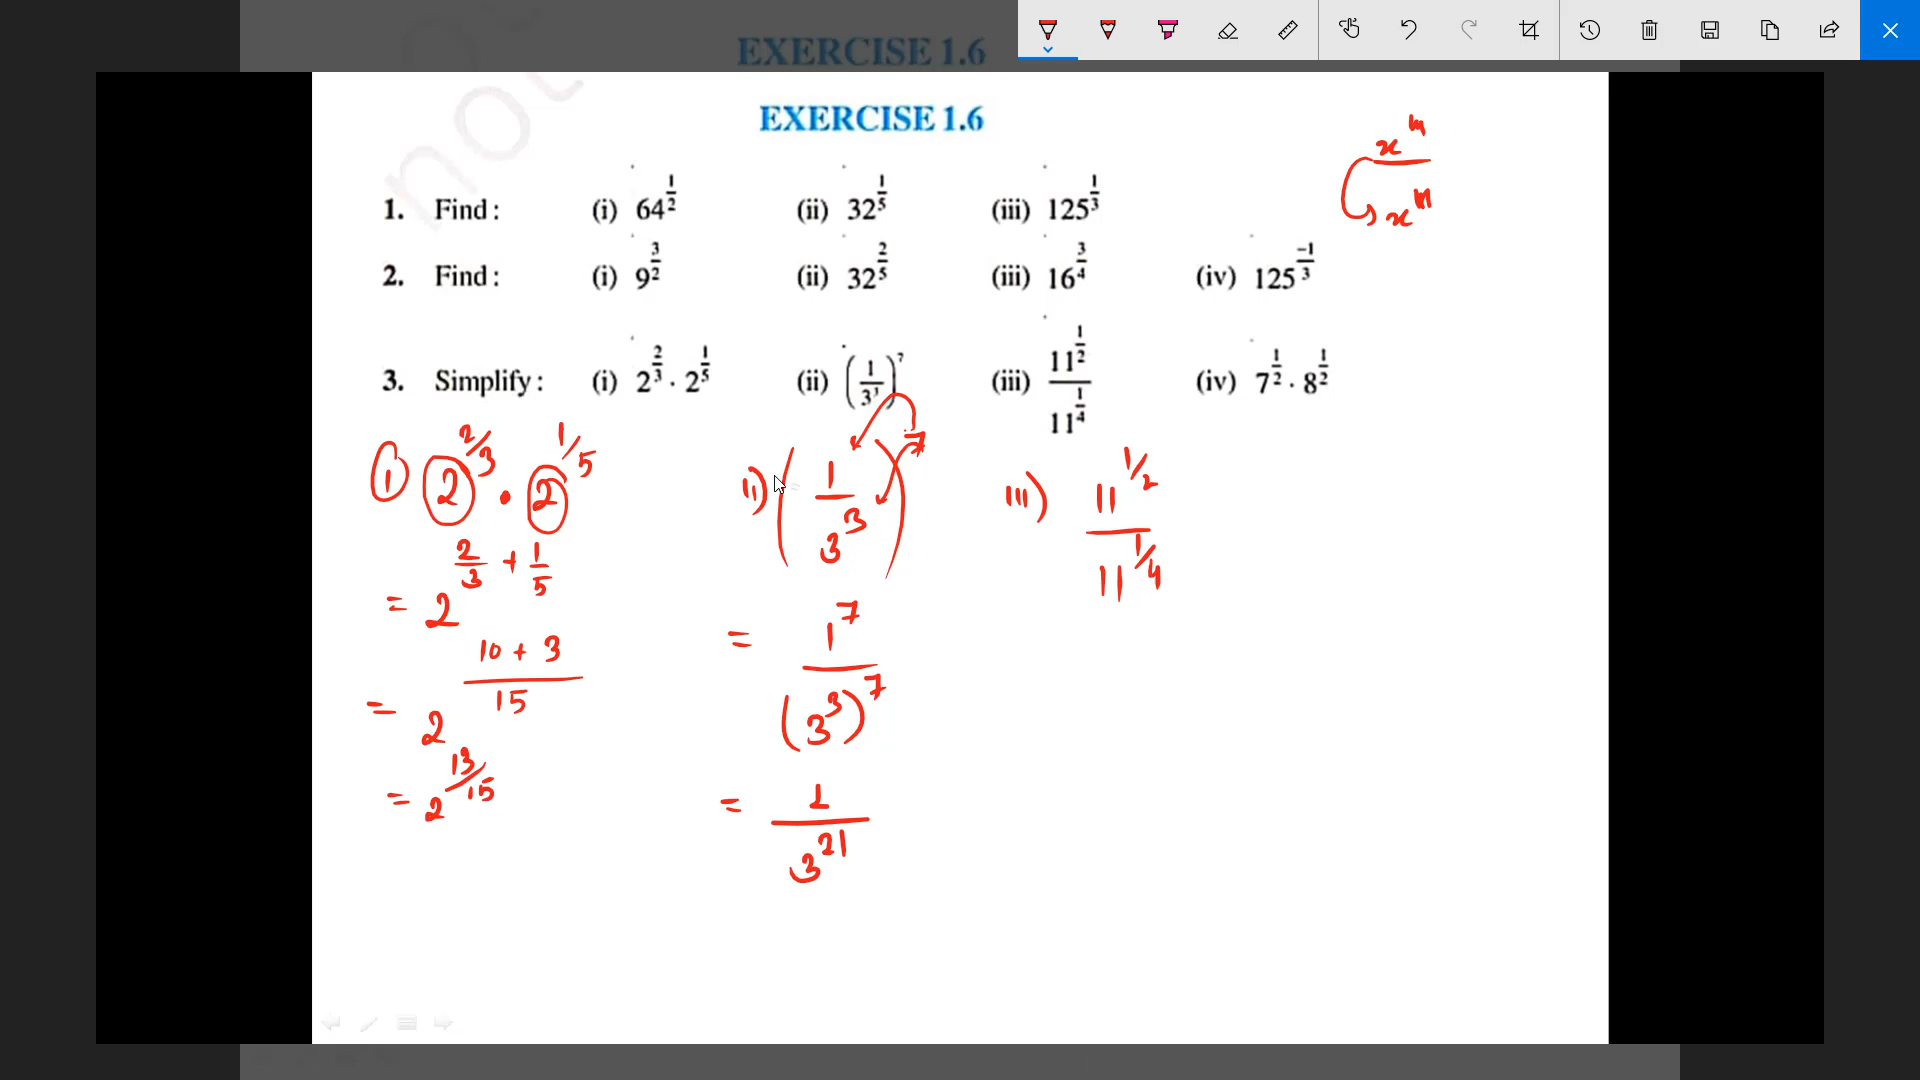 EXERCISE 1.6
EXERCISE 1.6
1. Find : (i) 64^(1/2) (ii) 32^(1/5) (iii) 125^(1/3)
2. Find : (i) 9^(3/2) (ii) 32^(2/5) (iii) 16^(3/4) (iv) 125^(-1/3)
3. Simplify : (i) 2^(2/3) . 2^(1/5) (ii) (1/3^3)^7 (iii) 11^(1/2)/11^(1/4) (iv) 7^(1/2) . 8^(1/2)
x^m/x^n
(i) 2^(2/3) . 2^(1/5)
= 2^(2/3 + 1/5)
= 2^((10 + 3)/15)
= 2^(13/15)
ii) (1/3^3)^7
= 1^7/(3^3)^7
= 1/3^21
iii) 11^(1/2)/11^(1/4)
not